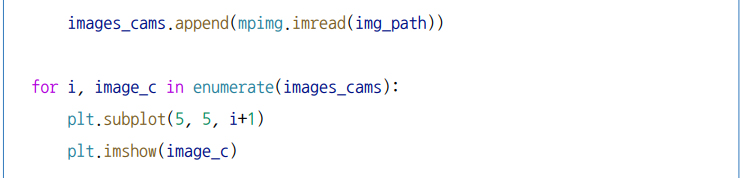 images_cams.append(mpimg.imread(img_path))
for i, image_c in enumerate(images_cams):
plt.subplot(5, 5, i+1)
plt.imshow(image_c)